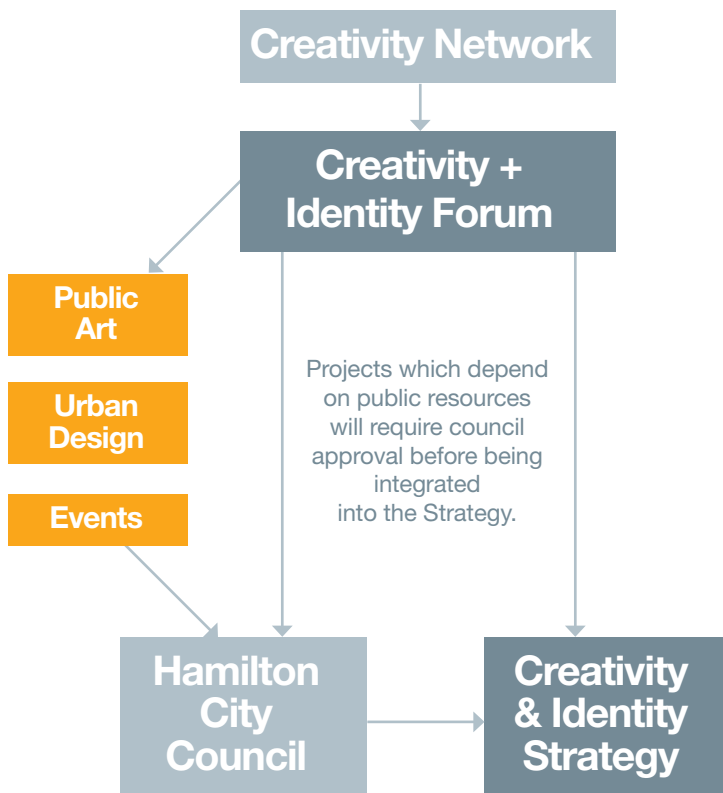 Creativity Network
Creativity +
Identity Forum
Public
Art
Urban
Design
Events
Projects which depend
on public resources
will require council
approval before being
integrated
into the Strategy.
Hamilton
City
Council
Creativity
& Identity
Strategy